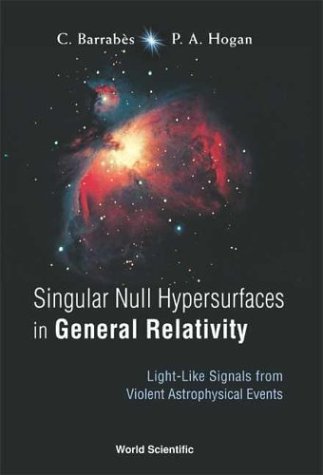 C. Barrabès P. A. Hogan
Singular Null Hypersurfaces
in General Relativity
Light-Like Signals from
Violent Astrophysical Events
World Scientific